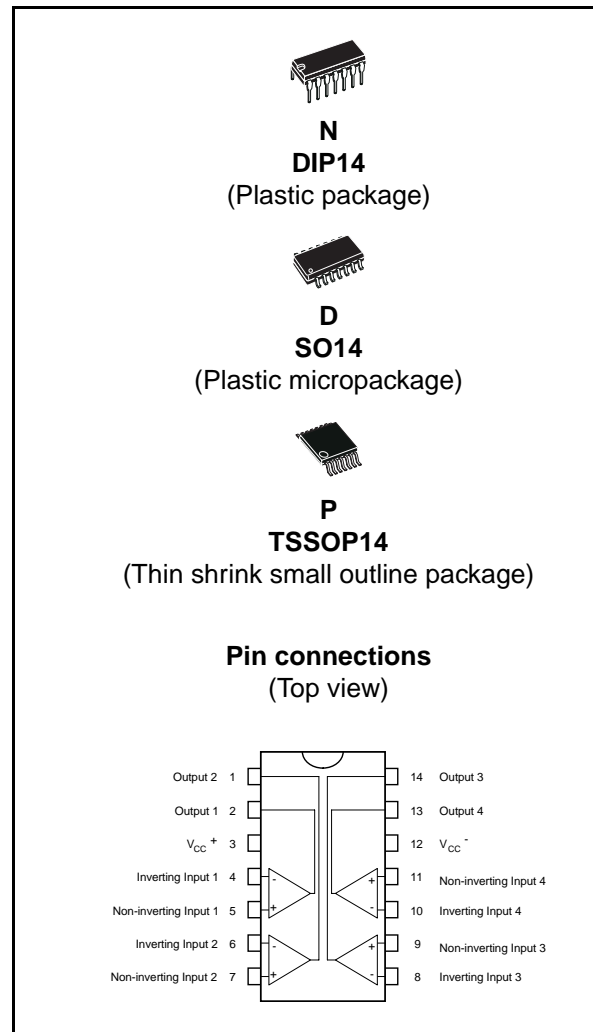 N
DIP14
(Plastic package)
D
SO14
(Plastic micropackage)
P
TSSOP14
(Thin shrink small outline package)
Pin connections
(Top view)
Output 2 1 14 Output 3
Output 1 2 13 Output 4
VCC + 3 12 VCC -
Inverting Input 1 4 - + 11 Non-inverting Input 4
Non-inverting Input 1 5 + - 10 Inverting Input 4
Inverting Input 2 6 - + 9 Non-inverting Input 3
Non-inverting Input 2 7 + - 8 Inverting Input 3